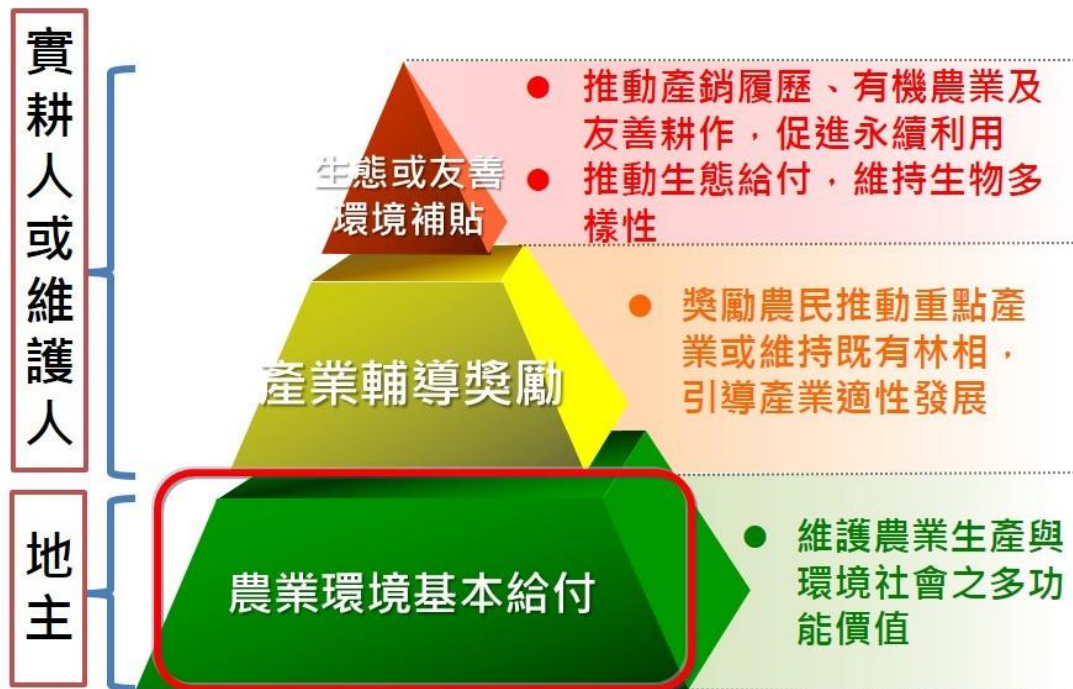 實耕人或維護人
生態或友善
環境補貼
● 推動產銷履歷、有機農業及
友善耕作，促進永續利用
● 推動生態給付，維持生物多
樣性
產業輔導獎勵
● 獎勵農民推動重點產
業或維持既有林相，
引導產業適性發展
地主
農業環境基本給付
● 維護農業生產與
環境社會之多功
能價值